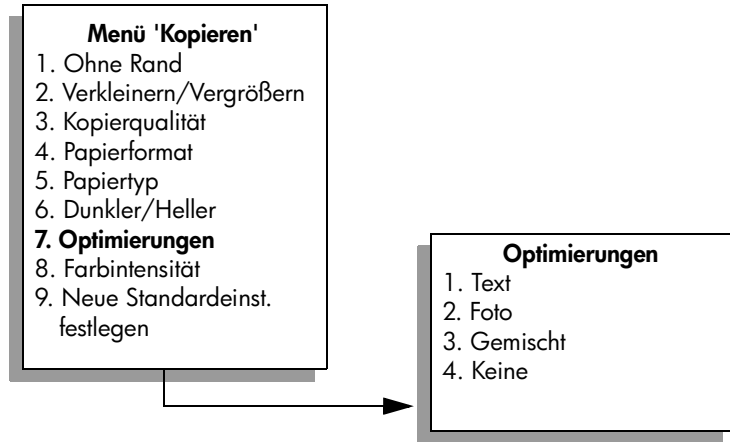 Menü 'Kopieren'
1. Ohne Rand
2. Verkleinern/Vergrößern
3. Kopierqualität
4. Papierformat
5. Papiertyp
6. Dunkler/Heller
7. Optimierungen
8. Farbintensität
9. Neue Standardeinst.
festlegen
Optimierungen
1. Text
2. Foto
3. Gemischt
4. Keine